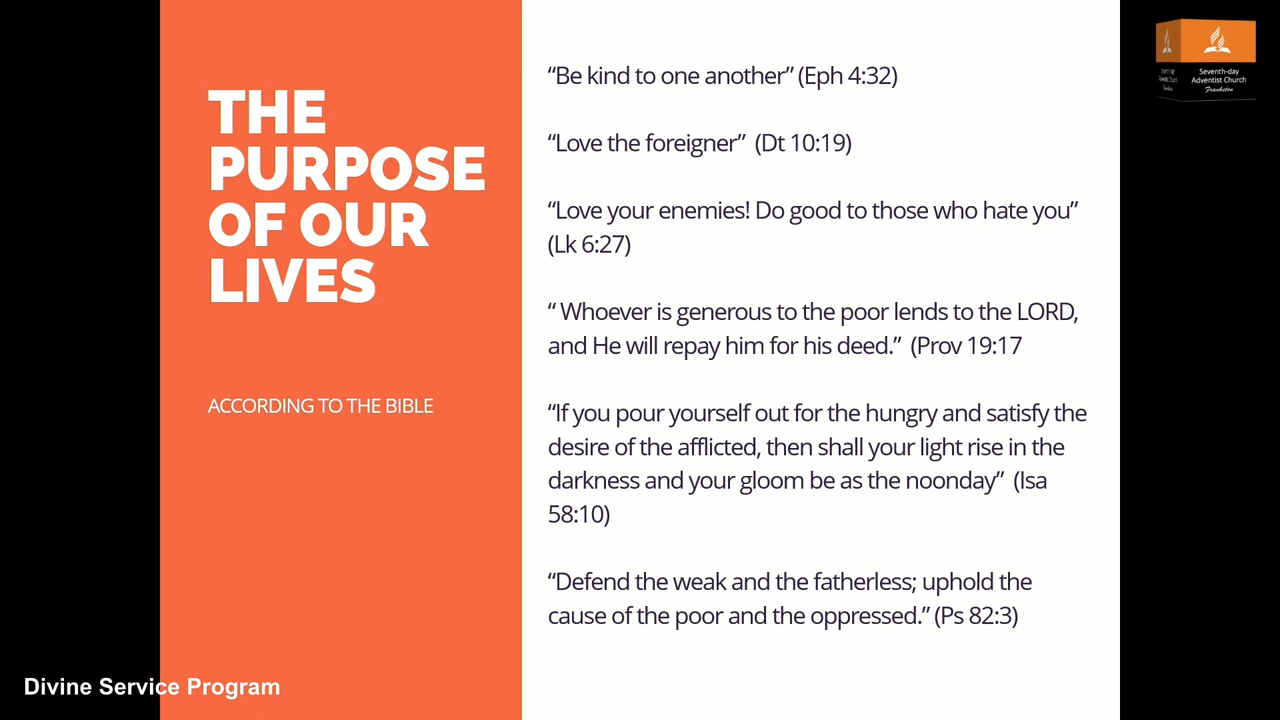 THE
PURPOSE
OF OUR
LIVES
ACCORDING TO THE BIBLE
“Be kind to one another” (Eph 4:32)
“Love the foreigner”  (Dt 10:19)
“Love your enemies! Do good to those who hate you”
(Lk 6:27)
“ Whoever is generous to the poor lends to the LORD,
and He will repay him for his deed.”  (Prov 19:17
“If you pour yourself out for the hungry and satisfy the
desire of the afflicted, then shall your light rise in the
darkness and your gloom be as the noonday”  (Isa
58:10)
“Defend the weak and the fatherless; uphold the
cause of the poor and the oppressed.” (Ps 82:3)
Divine Service Program
Seventh-day
Adventist Church
Frankston